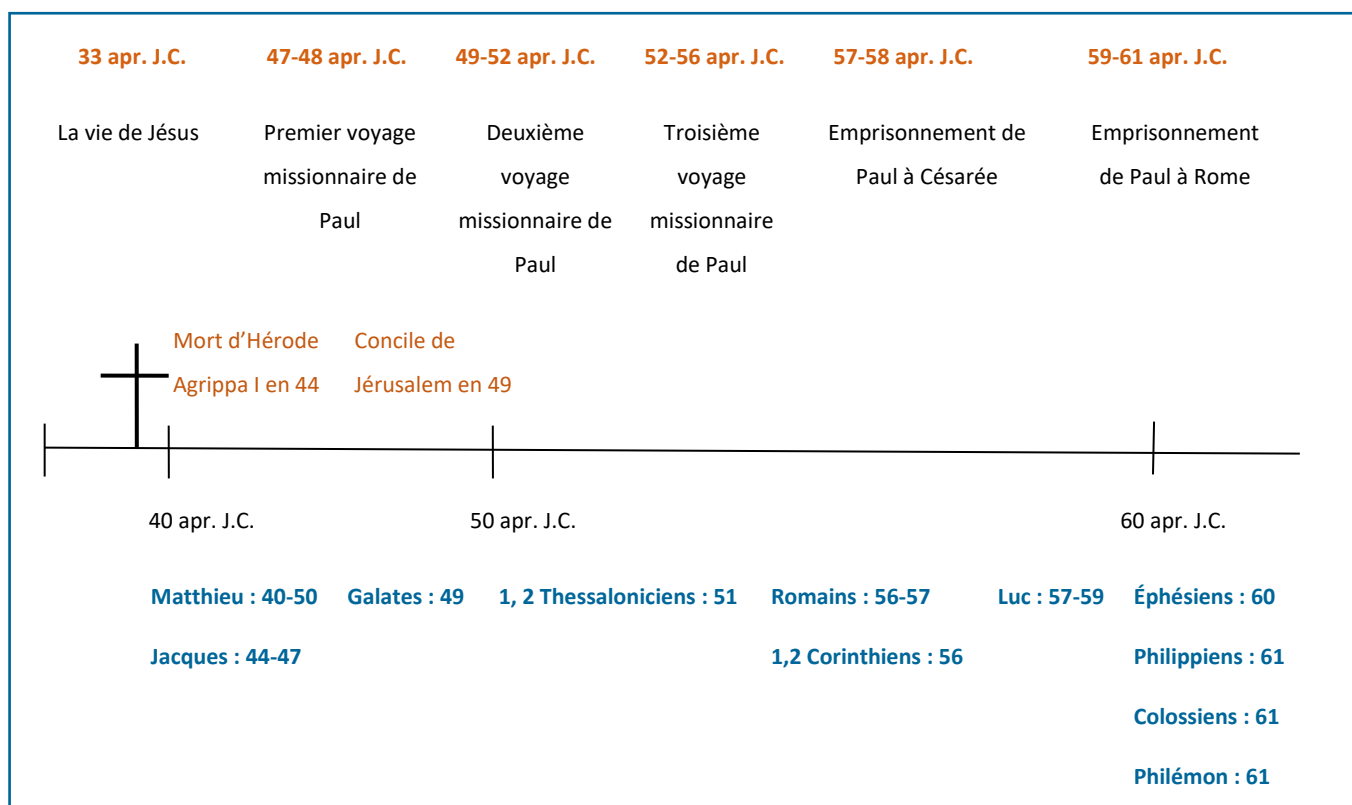 33 apr. J.C.
47-48 apr. J.C.
49-52 apr. J.C.
52-56 apr. J.C.
57-58 apr. J.C.
59-61 apr. J.C.
La vie de Jésus
Premier voyage
missionnaire de
Paul
Deuxième
voyage
missionnaire de
Paul
Troisième
voyage
missionnaire
de Paul
Emprisonnement de
Paul à Césarée
Emprisonnement
de Paul à Rome
Mort d’Hérode
Agrippa I en 44
Concile de
Jérusalem en 49
40 apr. J.C.
50 apr. J.C.
60 apr. J.C.
Matthieu : 40-50
Jacques : 44-47
Galates : 49
1, 2 Thessaloniciens : 51
Romains : 56-57
1,2 Corinthiens : 56
Luc : 57-59
Éphésiens : 60
Philippiens : 61
Colossiens : 61
Philémon : 61